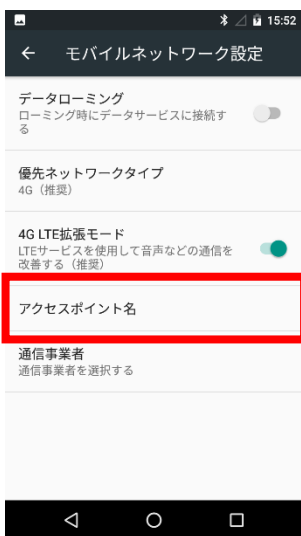 15:52
モバイルネットワーク設定
データローミング
ローミング時にデータサービスに接続す
る
優先ネットワークタイプ
4G（推奨）
4G LTE拡張モード
LTEサービスを使用して音声などの通信を
改善する（推奨）
アクセスポイント名
通信事業者
通信事業者を選択する